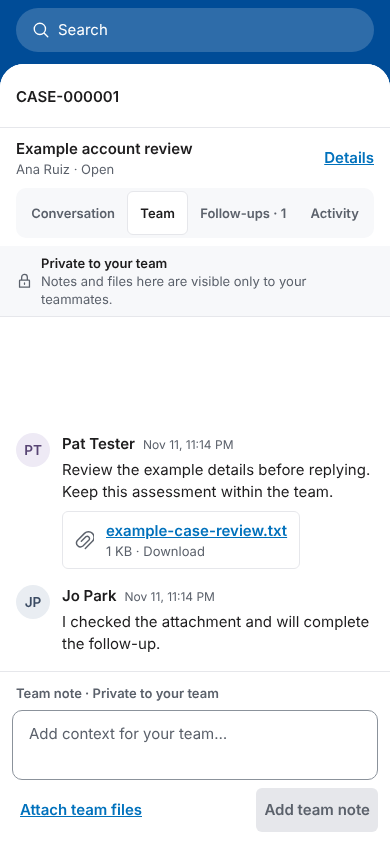 Search
CASE-000001
Example account review
Ana Ruiz · Open
Details
Conversation
Team
Follow-ups · 1
Activity
Private to your team
Notes and files here are visible only to your
teammates.
PT
Pat Tester Nov 11, 11:14 PM
Review the example details before replying.
Keep this assessment within the team.
example-case-review.txt
1 KB · Download
JP
Jo Park Nov 11, 11:14 PM
I checked the attachment and will complete
the follow-up.
Team note · Private to your team
Add context for your team...
Attach team files
Add team note